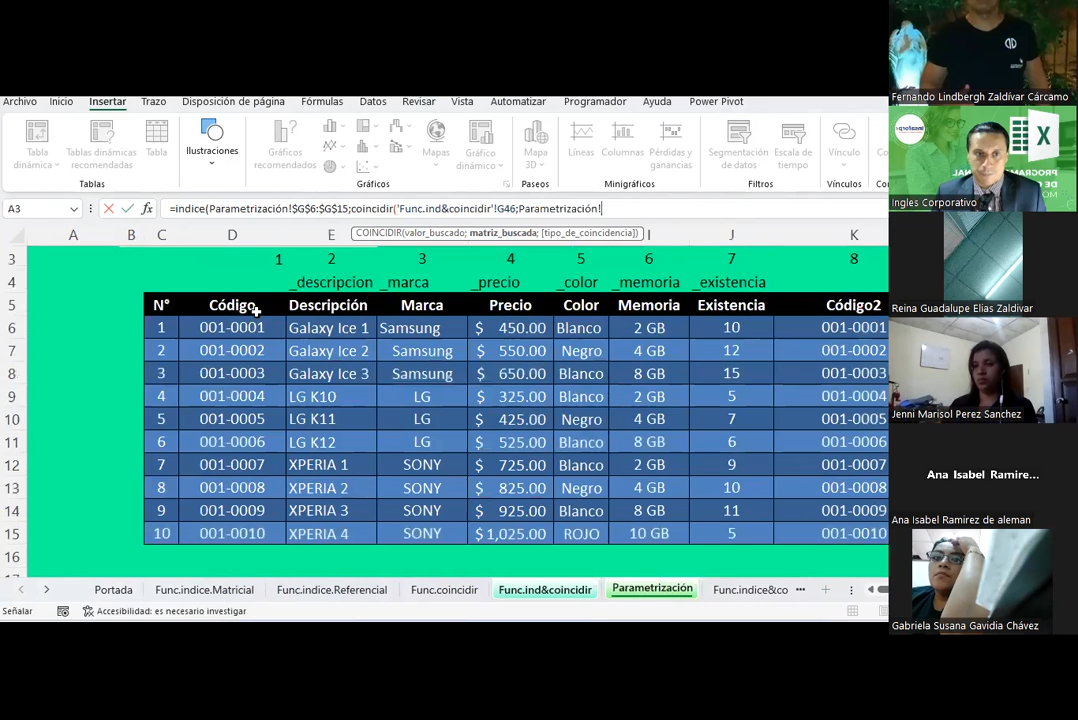 Archivo Inicio Insertar Trazo Disposición de página Fórmulas Datos Revisar Vista Automatizar Programador Ayuda Power Pivot
Tabla dinámica
Tablas dinámicas recomendadas
Tabla
Ilustraciones
Gráficos recomendados
Mapas
Gráfico dinámico
Mapa 3D
Líneas
Columnas
Pérdidas y ganancias
Segmentación de datos
Escala de tiempo
Vínculo
Tablas Gráficos Paseos Minigráficos Filtros Vínculos
A3 fx =indice(Parametrización!$G$6:$G$15;coincidir('Func.ind&coincidir'!G46;Parametrización!
COINCIDIR(valor_buscado; matriz_buscada; [tipo_de_coincidencia])
A B C D E I J K
3 1 2 3 4 5 6 7 8
4 _descripcion _marca _precio _color _memoria _existencia
5 N° Código Descripción Marca Precio Color Memoria Existencia Código2
6 1 001-0001 Galaxy Ice 1 Samsung $ 450.00 Blanco 2 GB 10 001-0001
7 2 001-0002 Galaxy Ice 2 Samsung $ 550.00 Negro 4 GB 12 001-0002
8 3 001-0003 Galaxy Ice 3 Samsung $ 650.00 Blanco 8 GB 15 001-0003
9 4 001-0004 LG K10 LG $ 325.00 Blanco 2 GB 5 001-0004
10 5 001-0005 LG K11 LG $ 425.00 Negro 4 GB 7 001-0005
11 6 001-0006 LG K12 LG $ 525.00 Blanco 8 GB 6 001-0006
12 7 001-0007 XPERIA 1 SONY $ 725.00 Blanco 2 GB 9 001-0007
13 8 001-0008 XPERIA 2 SONY $ 825.00 Negro 4 GB 10 001-0008
14 9 001-0009 XPERIA 3 SONY $ 925.00 Blanco 8 GB 11 001-0009
15 10 001-0010 XPERIA 4 SONY $ 1,025.00 ROJO 10 GB 5 001-0010
16
Portada Func.indice.Matricial Func.indice.Referencial Func.coincidir Func.ind&coincidir Parametrización Func.indice&co ...
Señalar Accesibilidad: es necesario investigar
Fernando Lindbergh Zaldívar Cárcamo
Ingles Corporativo
Reina Guadalupe Elias Zaldivar
Jenni Marisol Perez Sanchez
Ana Isabel Ramire...
Ana Isabel Ramirez de aleman
Gabriela Susana Gavidia Chávez